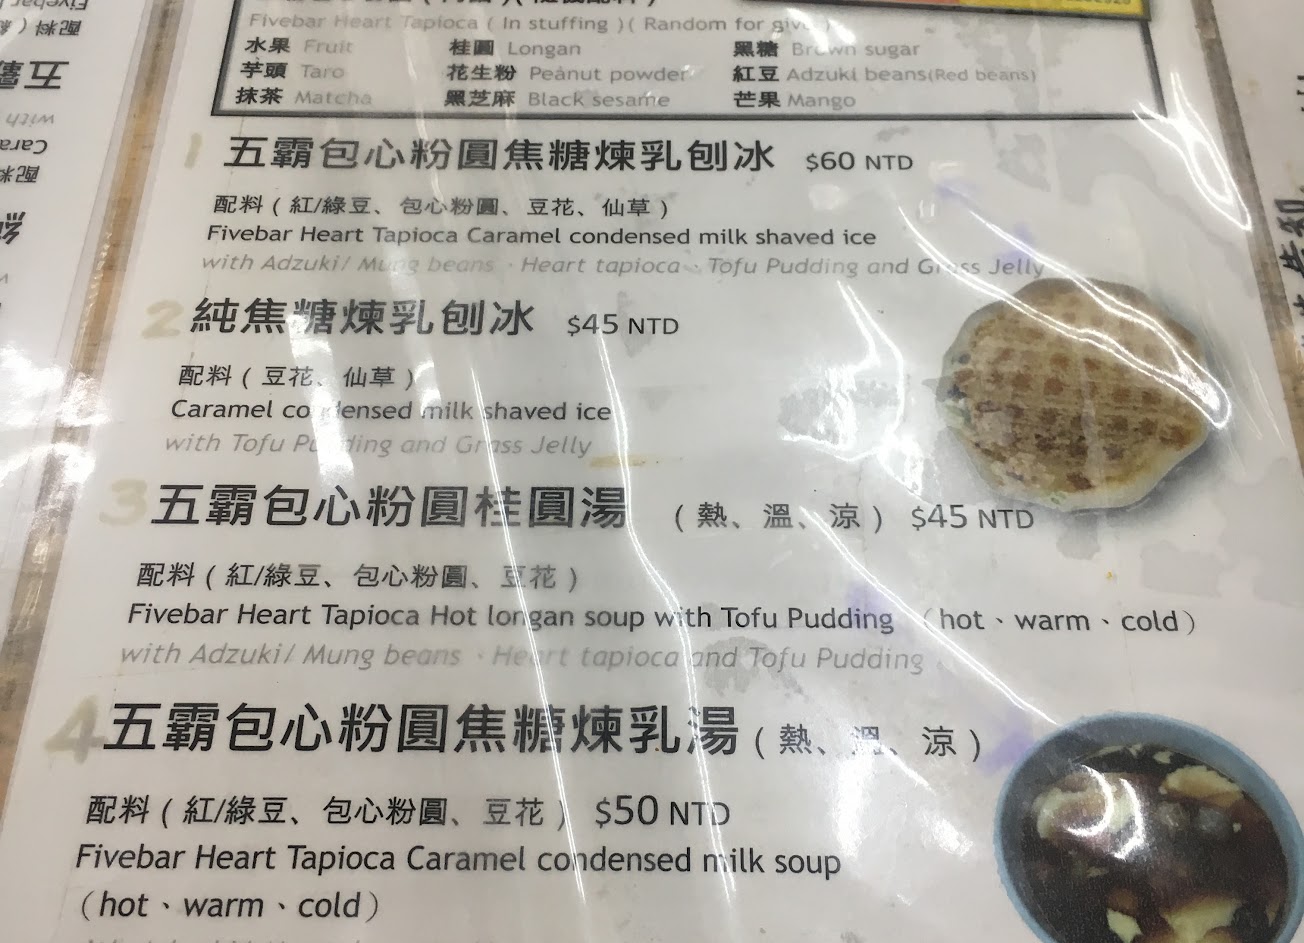 Fivebar Heart Tapioca ( In stuffing )( Random for
水果 Fruit 桂圓 Longan 黑糖 Brown sugar
芋頭 Taro 花生粉 Peanut powder 紅豆 Adzuki beans(Red beans)
抹茶 Matcha 黑芝麻 Black sesame 芒果 Mango
1 五霸包心粉圓焦糖煉乳刨冰 $60 NTD
配料 ( 紅/綠豆、包心粉圓、豆花、仙草 )
Fivebar Heart Tapioca Caramel condensed milk shaved ice
with Adzuki/ Mung beans、Heart tapioca、Tofu Pudding and Grass Jelly
2 純焦糖煉乳刨冰 $45 NTD
配料 ( 豆花、仙草 )
Caramel condensed milk shaved ice
with Tofu Pudding and Grass Jelly
3 五霸包心粉圓桂圓湯 ( 熱、溫、涼 ) $45 NTD
配料 ( 紅/綠豆、包心粉圓、豆花 )
Fivebar Heart Tapioca Hot longan soup with Tofu Pudding （hot、warm、cold）
with Adzuki/ Mung beans、Heart tapioca and Tofu Pudding
4 五霸包心粉圓焦糖煉乳湯 ( 熱、溫、涼 )
配料 ( 紅/綠豆、包心粉圓、豆花 ) $50 NTD
Fivebar Heart Tapioca Caramel condensed milk soup
（hot、warm、cold）